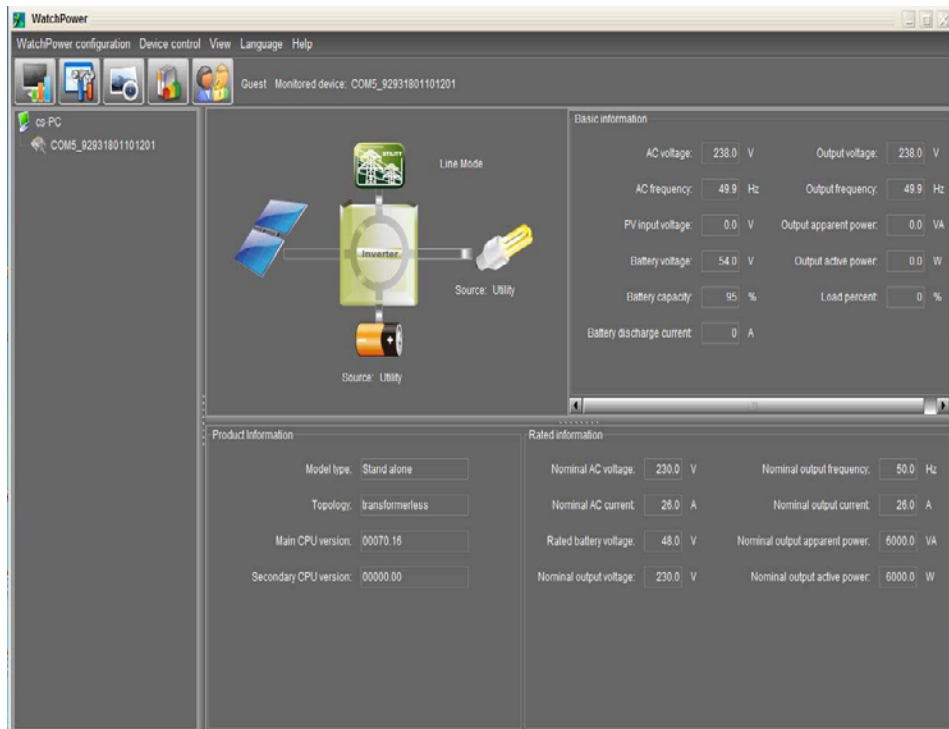 WatchPower
WatchPower configuration Device control View Language Help
Guest Monitored device: COM5_92931801101201
cs-PC
COM5_92931801101201
UTILITY
Line Mode
Inverter
Source: Utility
Source: Utility
Basic information
AC voltage: 238.0 V Output voltage: 238.0 V
AC frequency: 49.9 Hz Output frequency: 49.9 Hz
PV input voltage: 0.0 V Output apparent power: 0.0 VA
Battery voltage: 54.0 V Output active power: 0.0 W
Battery capacity: 95 % Load percent: 0 %
Battery discharge current: 0 A
Product Information
Model type: Stand alone
Topology: transformerless
Main CPU version: 00070.16
Secondary CPU version: 00000.00
Rated information
Nominal AC voltage: 230.0 V Nominal output frequency: 50.0 Hz
Nominal AC current: 26.0 A Nominal output current: 26.0 A
Rated battery voltage: 48.0 V Nominal output apparent power: 6000.0 VA
Nominal output voltage: 230.0 V Nominal output active power: 6000.0 W